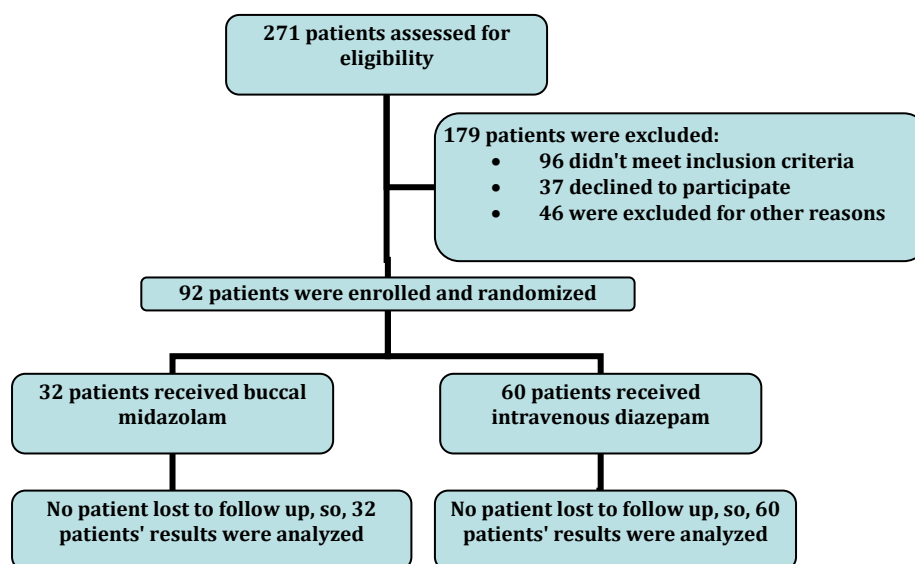 271 patients assessed for
eligibility
179 patients were excluded:
• 96 didn't meet inclusion criteria
• 37 declined to participate
• 46 were excluded for other reasons
92 patients were enrolled and randomized
32 patients received buccal
midazolam
60 patients received
intravenous diazepam
No patient lost to follow up, so, 32
patients' results were analyzed
No patient lost to follow up, so, 60
patients' results were analyzed